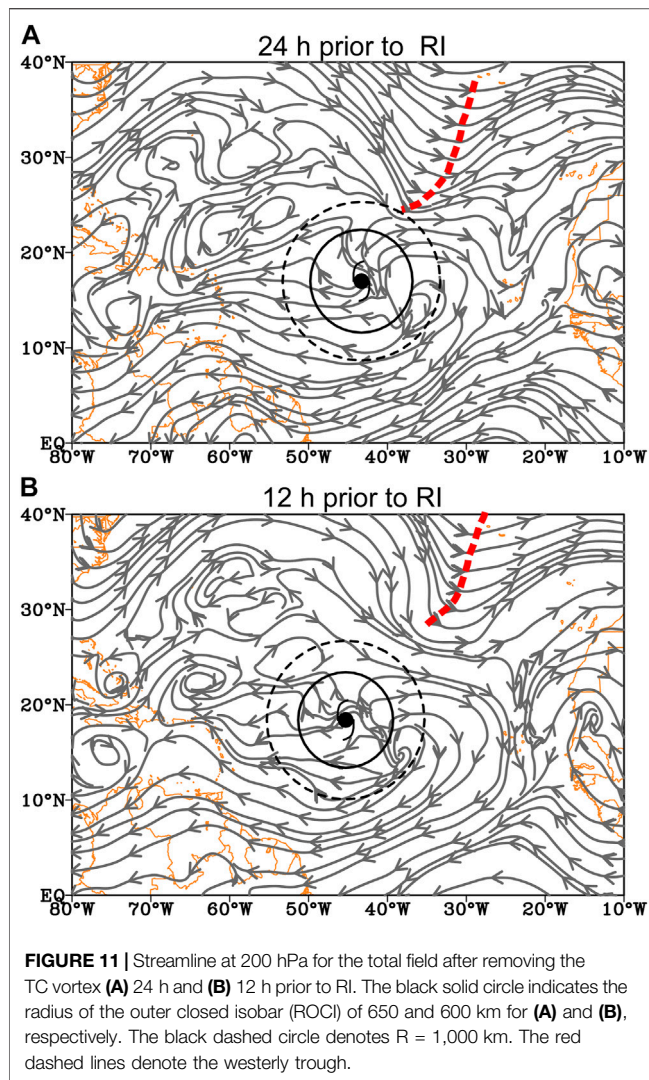 A
24 h prior to RI
40°N
30°N
20°N
10°N
EQ
80°W 70°W 60°W 50°W 40°W 30°W 20°W 10°W
B
12 h prior to RI
40°N
30°N
20°N
10°N
EQ
80°W 70°W 60°W 50°W 40°W 30°W 20°W 10°W
FIGURE 11 | Streamline at 200 hPa for the total field after removing the
TC vortex (A) 24 h and (B) 12 h prior to RI. The black solid circle indicates the
radius of the outer closed isobar (ROCI) of 650 and 600 km for (A) and (B),
respectively. The black dashed circle denotes R = 1,000 km. The red
dashed lines denote the westerly trough.